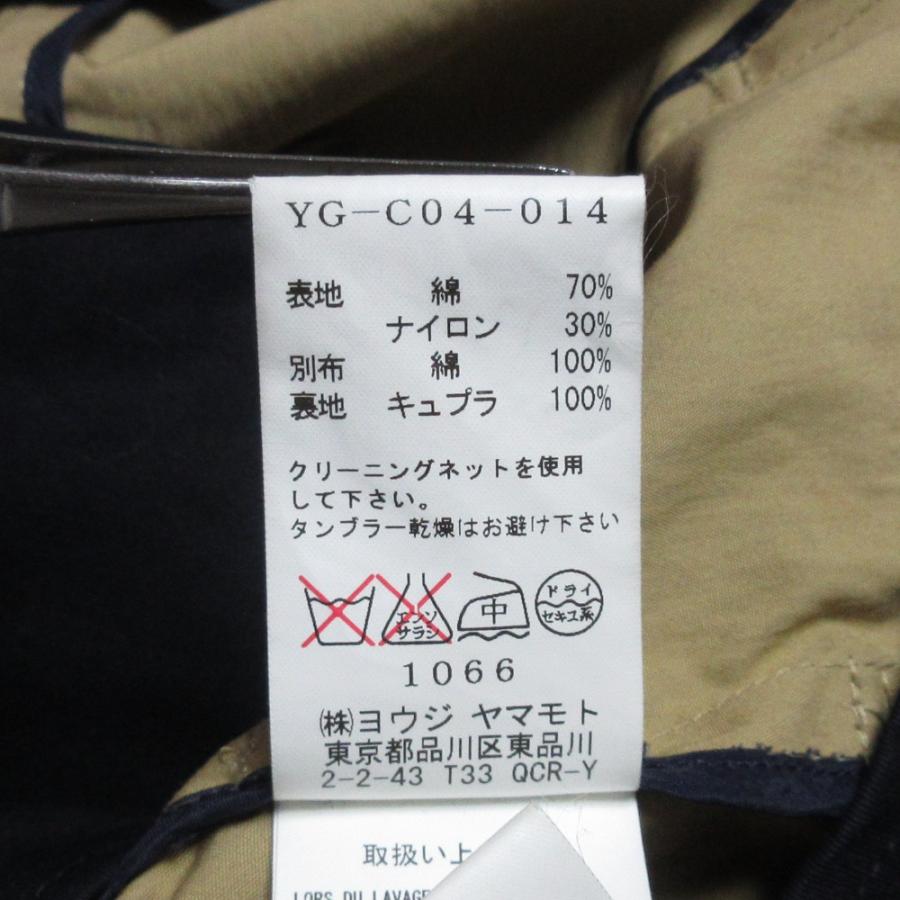 YG-C04-014
表地 綿 70%
ナイロン 30%
別布 綿 100%
裏地 キュプラ 100%
クリーニングネットを使用
して下さい。
タンブラー乾燥はお避け下さい
エンソ サラシ 中 ドライ セキユ系
1066
㈱ヨウジ ヤマモト
東京都品川区東品川
2-2-43 T33 QCR-Y
取扱い上
LORS DU LAVAGE